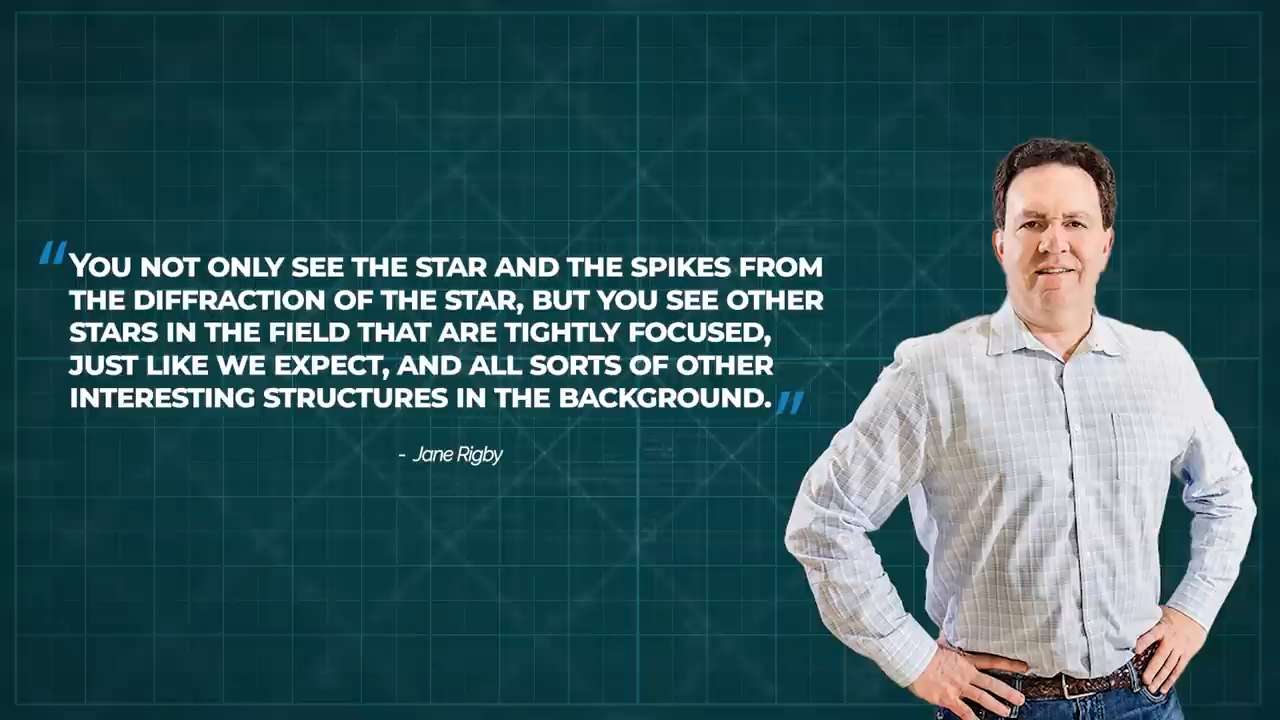 “YOU NOT ONLY SEE THE STAR AND THE SPIKES FROM
THE DIFFRACTION OF THE STAR, BUT YOU SEE OTHER
STARS IN THE FIELD THAT ARE TIGHTLY FOCUSED,
JUST LIKE WE EXPECT, AND ALL SORTS OF OTHER
INTERESTING STRUCTURES IN THE BACKGROUND.”
- Jane Rigby